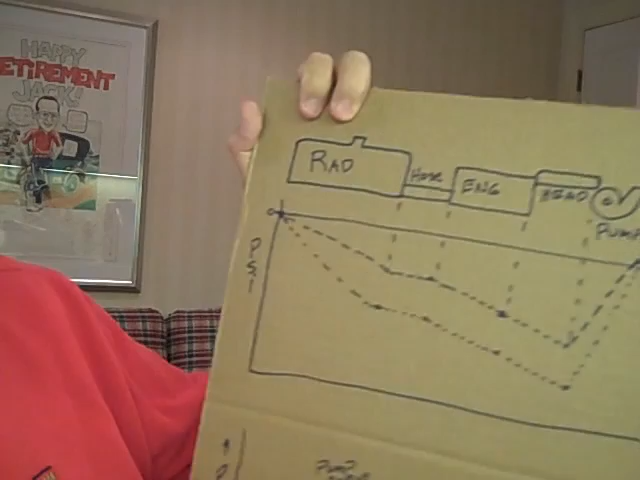 HAPPY
RETIREMENT
JACK!
RAD
HOSE
ENG
HEAD
PUMP
O
PSI